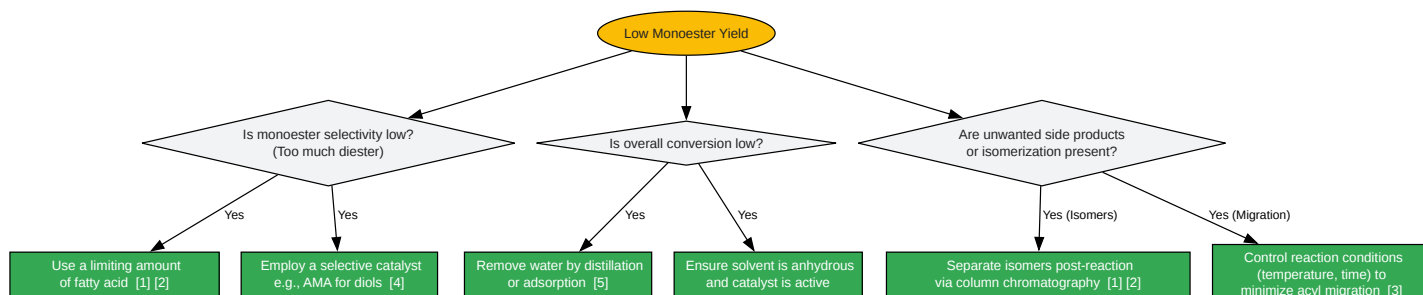 Low Monoester Yield
Is monoester selectivity low?
(Too much diester)
Is overall conversion low?
Are unwanted side products
or isomerization present?
Yes
Yes
Yes
Yes
Yes (Isomers)
Yes (Migration)
Use a limiting amount
of fatty acid [1] [2]
Employ a selective catalyst
e.g., AMA for diols [4]
Remove water by distillation
or adsorption [5]
Ensure solvent is anhydrous
and catalyst is active
Separate isomers post-reaction
via column chromatography [1] [2]
Control reaction conditions
(temperature, time) to
minimize acyl migration [3]